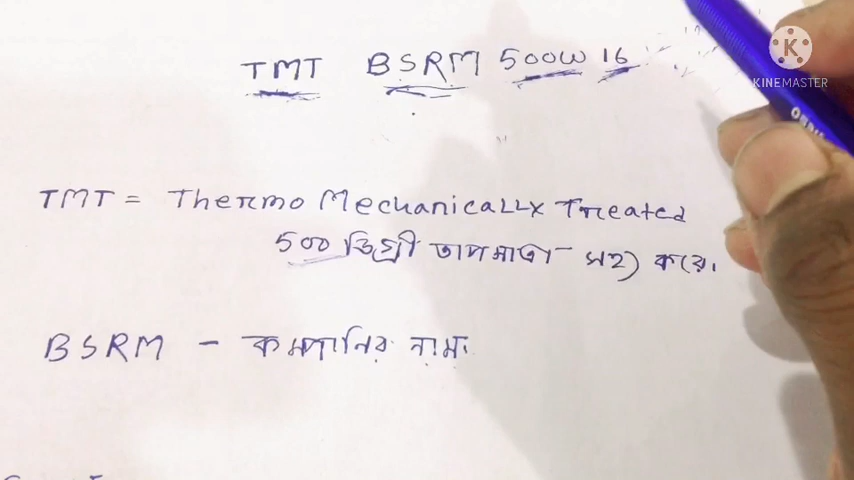 TMT BSRM 500W 16
TMT = Thermo Mechanically Treated
500 ডিগ্রী তাপমাত্রা সহ্য করে।
BSRM - কম্পানির নাম
KINEMASTER